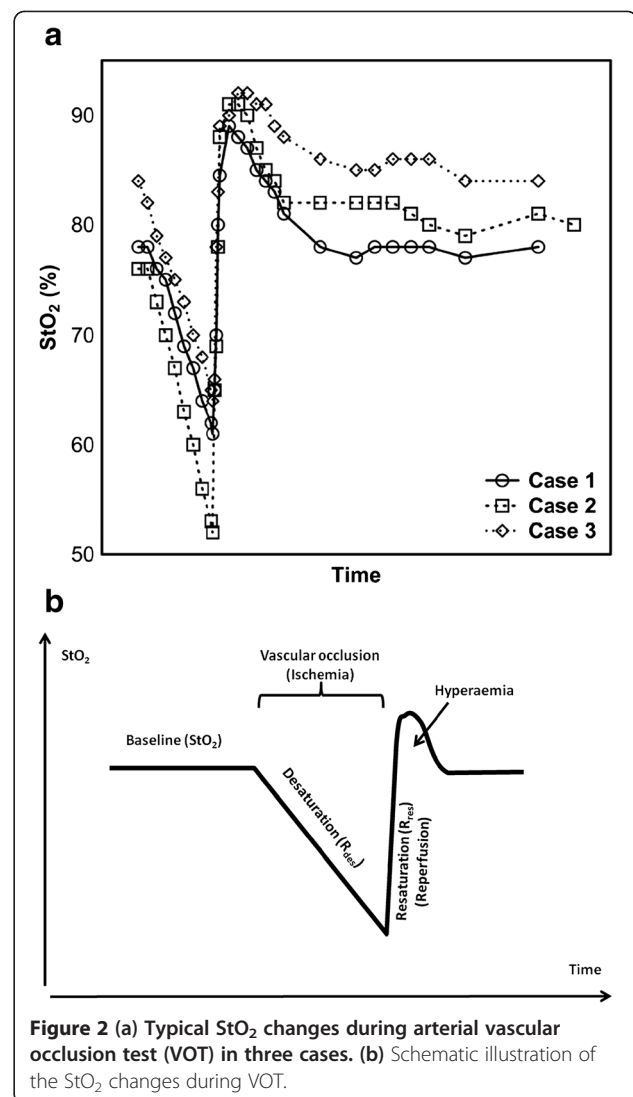 a
90
80
70
60
50
StO₂ (%)
Case 1
Case 2
Case 3
Time
b
StO₂
Vascular occlusion
(Ischemia)
Hyperaemia
Baseline (StO₂)
Desaturation (R_des)
Resaturation (R_res)
(Reperfusion)
Time
Figure 2 (a) Typical StO₂ changes during arterial vascular
occlusion test (VOT) in three cases. (b) Schematic illustration of
the StO₂ changes during VOT.